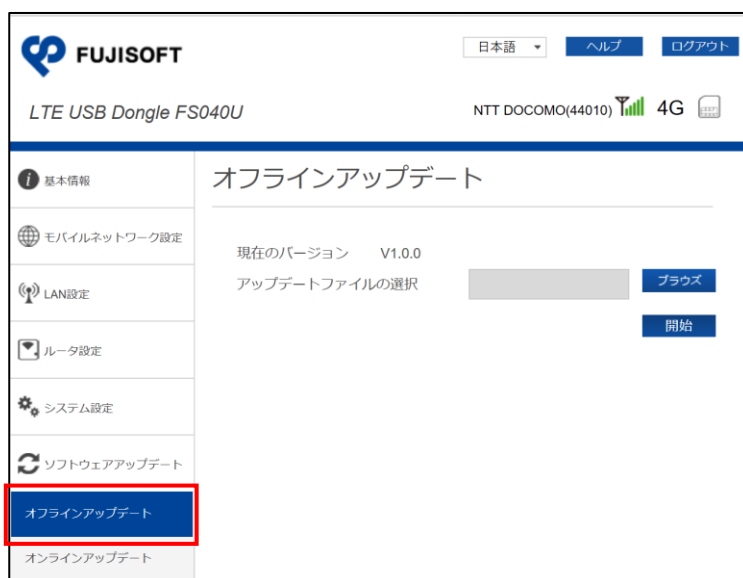 FUJISOFT
日本語
ヘルプ
ログアウト
LTE USB Dongle FS040U
NTT DOCOMO(44010)
4G
基本情報
モバイルネットワーク設定
LAN設定
ルータ設定
システム設定
ソフトウェアアップデート
オフラインアップデート
オンラインアップデート
オフラインアップデート
現在のバージョン V1.0.0
アップデートファイルの選択
ブラウズ
開始